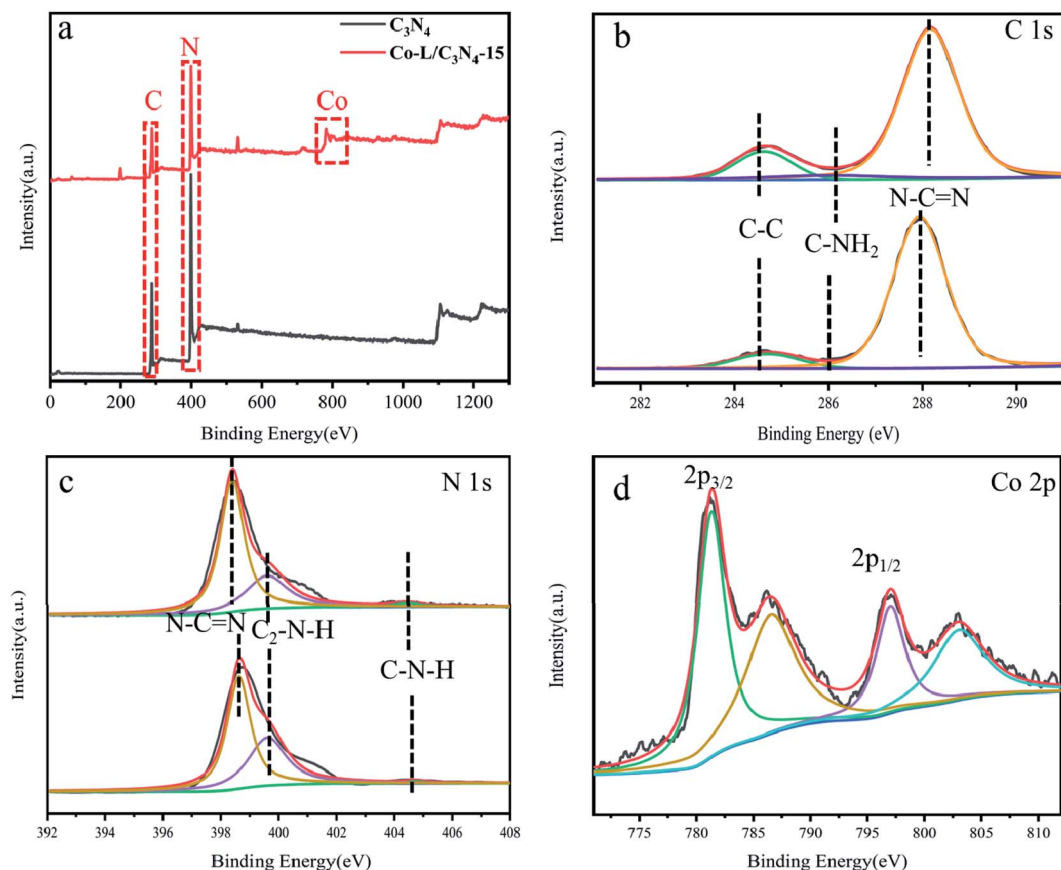 a
C₃N₄
Co-L/C₃N₄-15
N
C
Co
Intensity(a.u.)
0 200 400 600 800 1000 1200
Binding Energy(eV)
b
C 1s
N-C=N
C-C
C-NH₂
Intensity(a.u.)
282 284 286 288 290
Binding Energy (eV)
c
N 1s
N-C=N
C₂-N-H
C-N-H
Intensity(a.u.)
392 394 396 398 400 402 404 406 408
Binding Energy(eV)
d
2p₃/₂
Co 2p
2p₁/₂
Intensity(a.u.)
775 780 785 790 795 800 805 810
Binding Energy(eV)